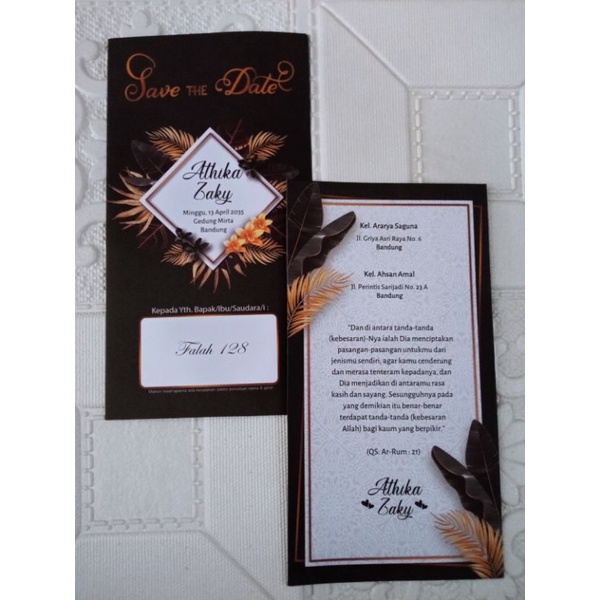 Save THE Date
Athika
Zaky
Minggu, 13 April 2035
Gedung Mirta
Bandung
Kepada Yth. Bapak/Ibu/Saudara/i :
Falah 128
Kel. Ararya Saguna
Jl. Griya Asri Raya No. 6
Bandung
Kel. Ahsan Amal
Jl. Perintis Sarijadi No. 23 A
Bandung
"Dan di antara tanda-tanda
(kebesaran)-Nya ialah Dia menciptakan
pasangan-pasangan untukmu dari
jenismu sendiri, agar kamu cenderung
dan merasa tenteram kepadanya, dan
Dia menjadikan di antaramu rasa
kasih dan sayang. Sesungguhnya pada
yang demikian itu benar-benar
terdapat tanda-tanda (kebesaran
Allah) bagi kaum yang berpikir."
(QS. Ar-Rum : 21)
Athika
Zaky